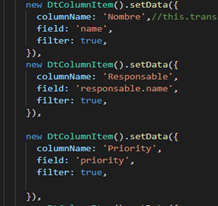 new DtColumnItem().setData({
columnName: 'Nombre',//this.trans
field: 'name',
filter: true,
}),
new DtColumnItem().setData({
columnName: 'Responsable',
field: 'responsable.name',
filter: true,
}),
new DtColumnItem().setData({
columnName: 'Priority',
field: 'priority',
filter: true,
}),